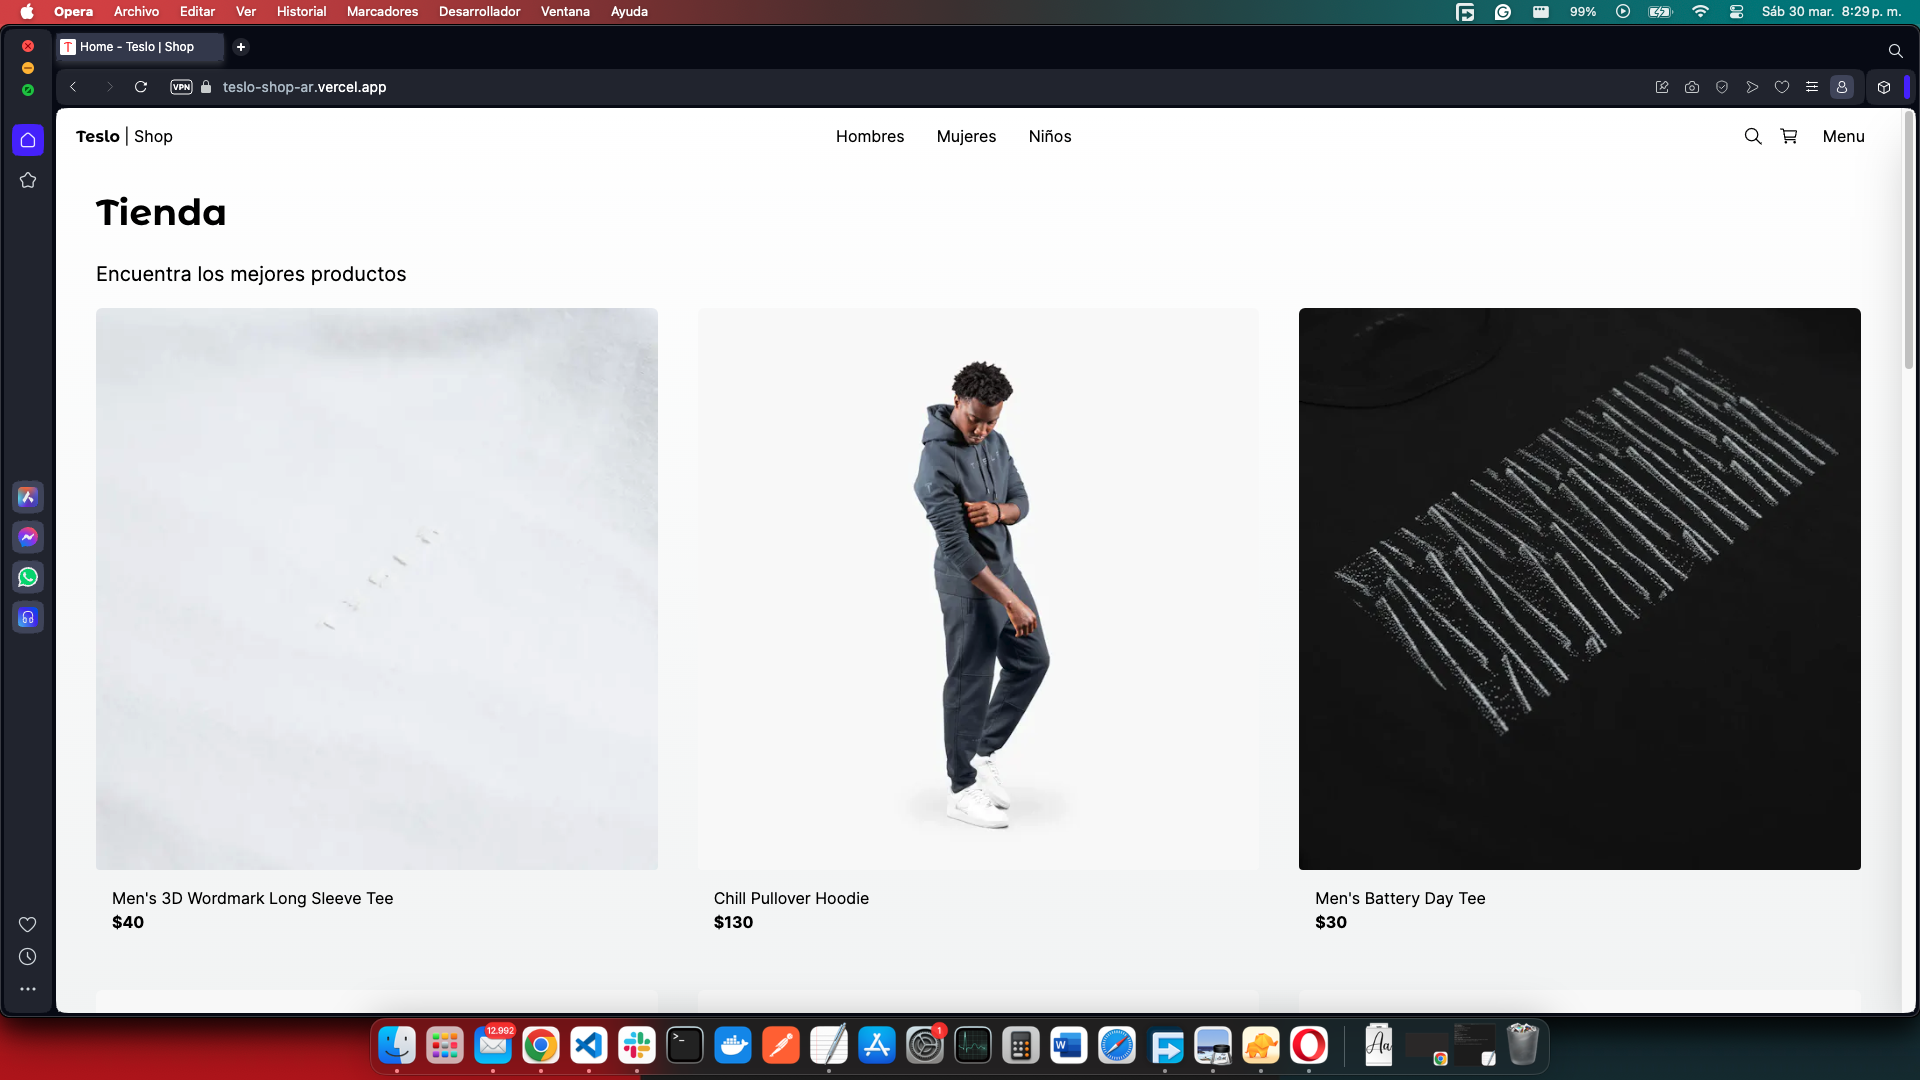 Opera Archivo Editar Ver Historial Marcadores Desarrollador Ventana Ayuda 99% Sáb 30 mar. 8:29 p. m.
T Home - Teslo | Shop
VPN teslo-shop-ar.vercel.app
Teslo | Shop Hombres Mujeres Niños Menu
Tienda
Encuentra los mejores productos
Men's 3D Wordmark Long Sleeve Tee
$40
Chill Pullover Hoodie
$130
Men's Battery Day Tee
$30
12.992
1